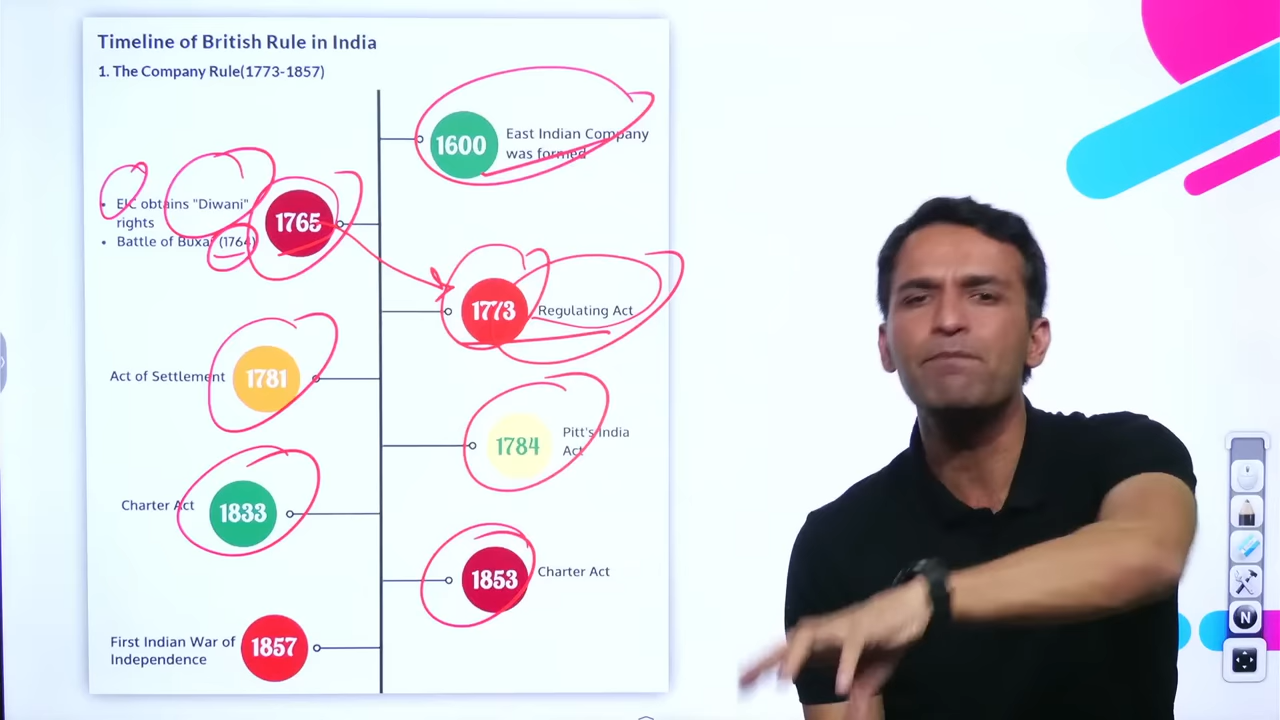 Timeline of British Rule in India
1. The Company Rule(1773-1857)
1600
East Indian Company
was formed
• EIC obtains "Diwani"
rights
• Battle of Buxar (1764)
1765
1773
Regulating Act
Act of Settlement
1781
1784
Pitt's India
Act
Charter Act
1833
1853
Charter Act
First Indian War of
Independence
1857
N